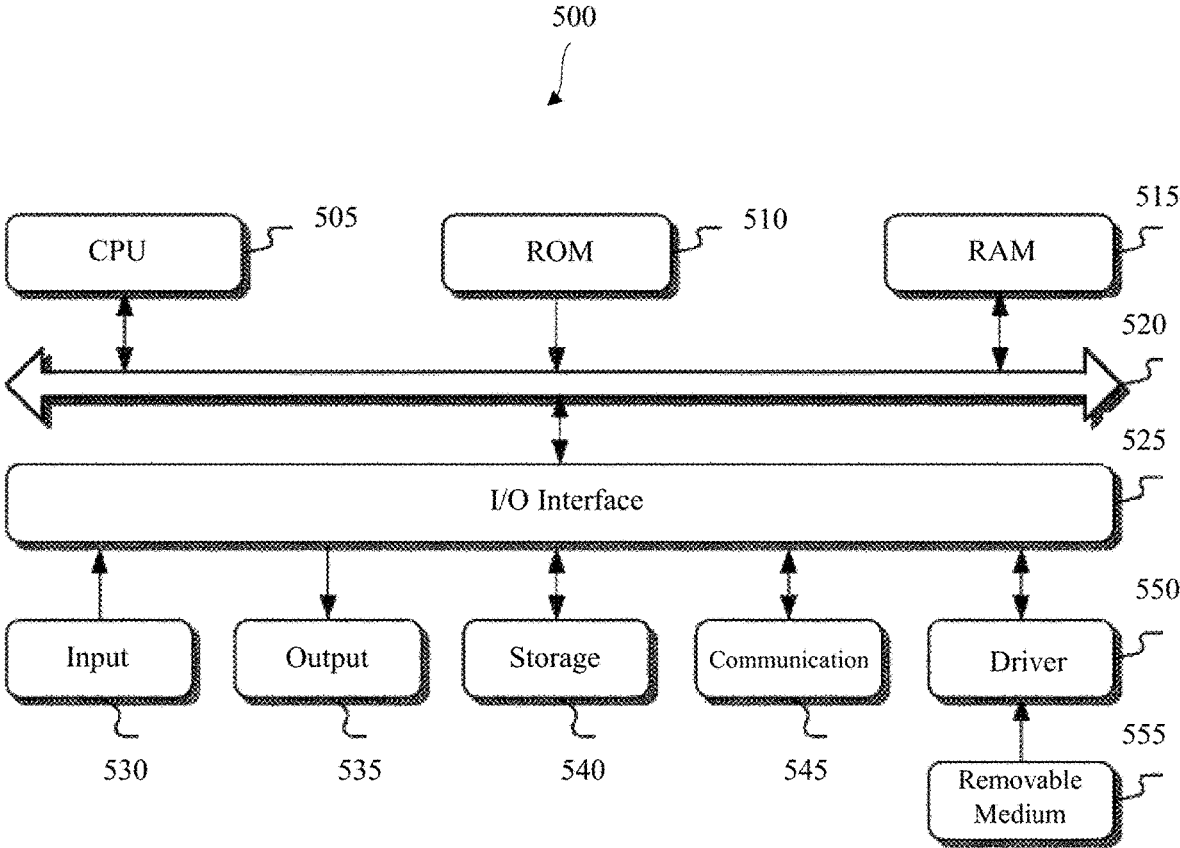 500
CPU
505
ROM
510
RAM
515
520
525
I/O Interface
550
Input
Output
Storage
Communication
Driver
530
535
540
545
555
Removable
Medium